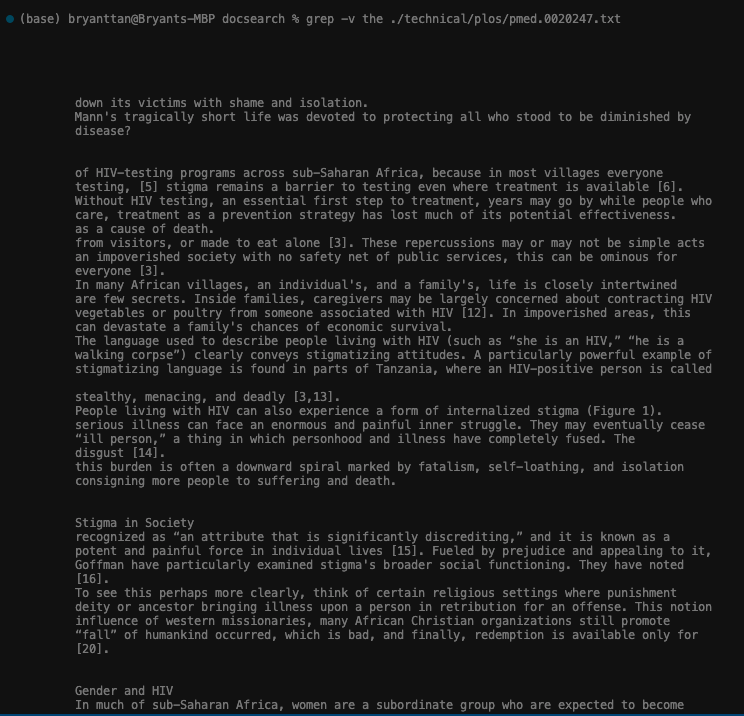 (base) bryanttan@Bryants-MBP docsearch % grep -v the ./technical/plos/pmed.0020247.txt
down its victims with shame and isolation.
Mann's tragically short life was devoted to protecting all who stood to be diminished by
disease?
of HIV-testing programs across sub-Saharan Africa, because in most villages everyone
testing, [5] stigma remains a barrier to testing even where treatment is available [6].
Without HIV testing, an essential first step to treatment, years may go by while people who
care, treatment as a prevention strategy has lost much of its potential effectiveness.
as a cause of death.
from visitors, or made to eat alone [3]. These repercussions may or may not be simple acts
an impoverished society with no safety net of public services, this can be ominous for
everyone [3].
In many African villages, an individual's, and a family's, life is closely intertwined
are few secrets. Inside families, caregivers may be largely concerned about contracting HIV
vegetables or poultry from someone associated with HIV [12]. In impoverished areas, this
can devastate a family's chances of economic survival.
The language used to describe people living with HIV (such as “she is an HIV,” “he is a
walking corpse”) clearly conveys stigmatizing attitudes. A particularly powerful example of
stigmatizing language is found in parts of Tanzania, where an HIV-positive person is called
stealthy, menacing, and deadly [3,13].
People living with HIV can also experience a form of internalized stigma (Figure 1).
serious illness can face an enormous and painful inner struggle. They may eventually cease
“ill person,” a thing in which personhood and illness have completely fused. The
disgust [14].
this burden is often a downward spiral marked by fatalism, self-loathing, and isolation
consigning more people to suffering and death.
Stigma in Society
recognized as “an attribute that is significantly discrediting,” and it is known as a
potent and painful force in individual lives [15]. Fueled by prejudice and appealing to it,
Goffman have particularly examined stigma's broader social functioning. They have noted
[16].
To see this perhaps more clearly, think of certain religious settings where punishment
deity or ancestor bringing illness upon a person in retribution for an offense. This notion
influence of western missionaries, many African Christian organizations still promote
“fall” of humankind occurred, which is bad, and finally, redemption is available only for
[20].
Gender and HIV
In much of sub-Saharan Africa, women are a subordinate group who are expected to become